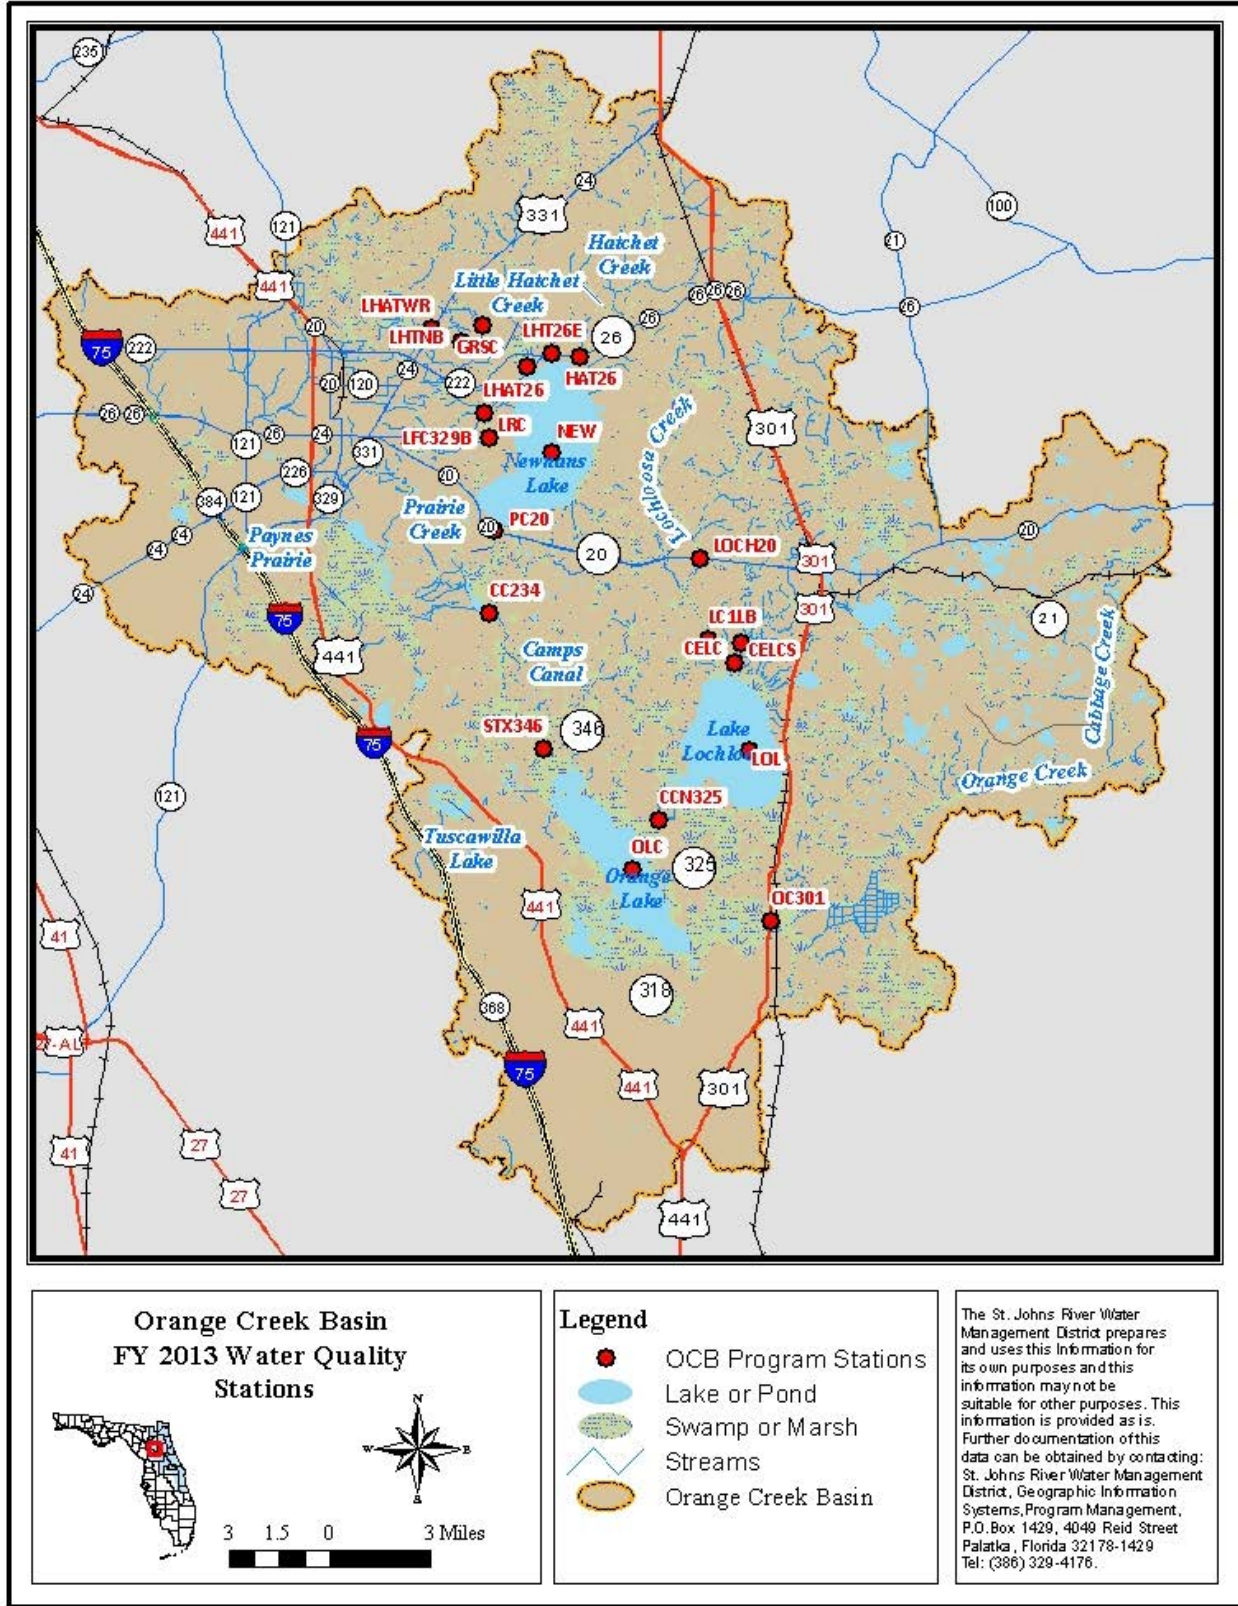 235
24
331
100
441
121
21
Hatchet
Creek
441
Little Hatchet
Creek
26 26 26
26
LHATWR
20
26
LHTNB
GRSC
LHT26E
26
75
222
HAT26
24
222
20
120
LHAT26
26 26
LRC
301
121
26
24
LFC329B
NEW
331
Newnans
Lake
Lochloosa Creek
226
20
384
121
329
Prairie
Creek
20
PC20
20
24
24
Paynes
Prairie
20
LOCH20
301
24
CC234
301
75
LC1LB
21
441
Camps
Canal
CELC
CELCS
Cabbage Creek
STX346
346
Lake
Lochlo
LOL
75
Orange Creek
121
CCN325
Tuscawilla
Lake
OLC
325
Orange
Lake
OC301
441
41
318
368
441
27-AL
75
441
301
41
27
27
441
Orange Creek Basin
FY 2013 Water Quality
Stations
N
W E
S
3 1.5 0 3 Miles
Legend
OCB Program Stations
Lake or Pond
Swamp or Marsh
Streams
Orange Creek Basin
The St. Johns River Water
Management District prepares
and uses this Information for
its own purposes and this
information may not be
suitable for other purposes. This
information is provided as is.
Further documentation of this
data can be obtained by contacting:
St. Johns River Water Management
District, Geographic Information
Systems,Program Management,
P.O.Box 1429, 4049 Reid Street
Palatka, Florida 32178-1429
Tel: (386) 329-4176.